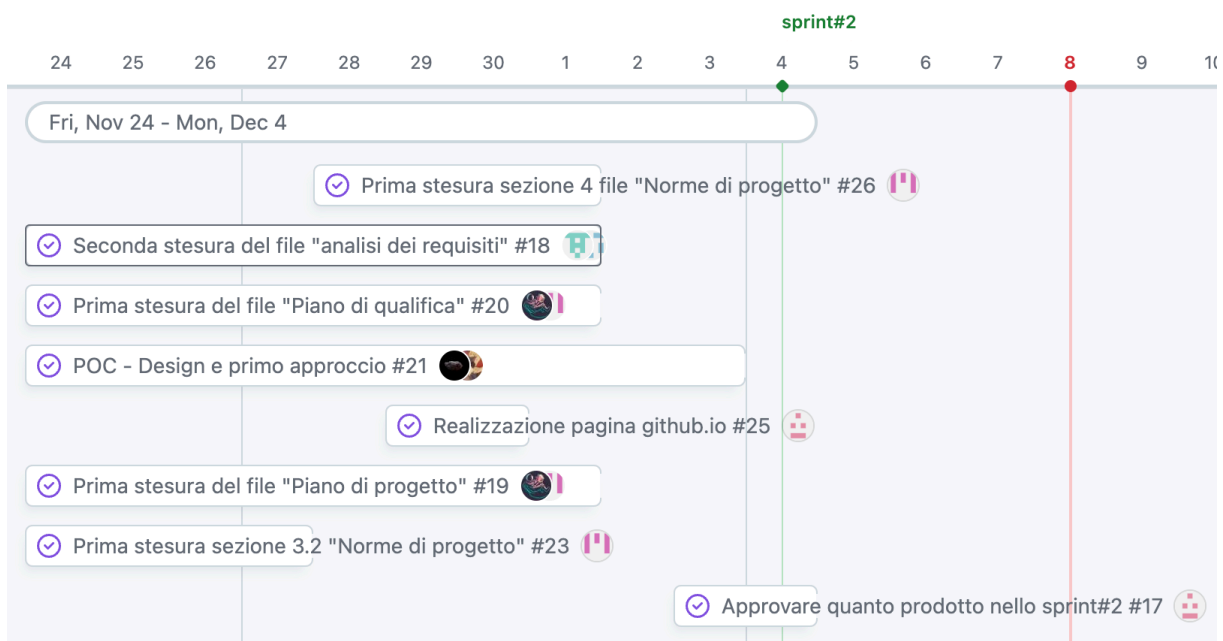 sprint#2
24 25 26 27 28 29 30 1 2 3 4 5 6 7 8 9 10
Fri, Nov 24 - Mon, Dec 4
Prima stesura sezione 4 file "Norme di progetto" #26
Seconda stesura del file "analisi dei requisiti" #18
Prima stesura del file "Piano di qualifica" #20
POC - Design e primo approccio #21
Realizzazione pagina github.io #25
Prima stesura del file "Piano di progetto" #19
Prima stesura sezione 3.2 "Norme di progetto" #23
Approvare quanto prodotto nello sprint#2 #17